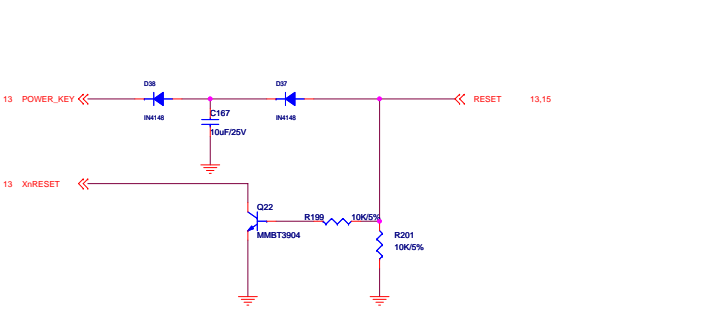 D38
D37
13 POWER_KEY
RESET 13,15
C167
IN4148
IN4148
10uF/25V
13 XnRESET
Q22
R199 10K/5%
MMBT3904
R201
10K/5%